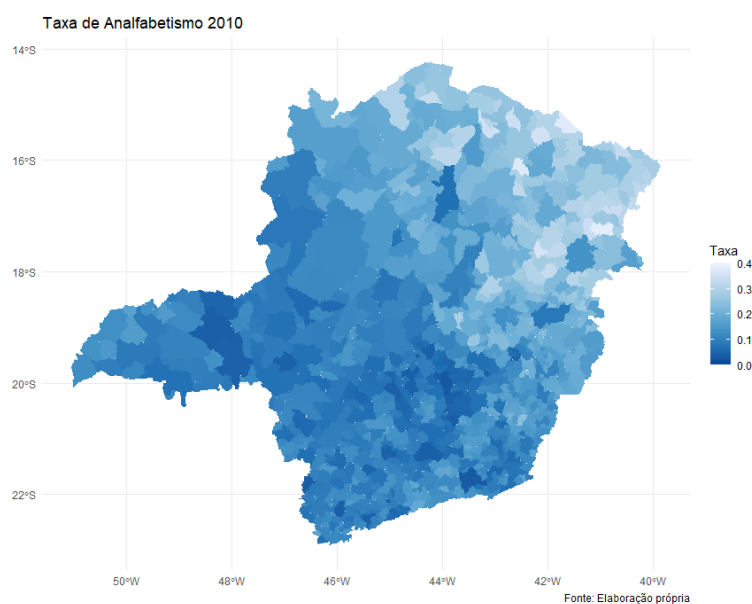 Taxa de Analfabetismo 2010
14°S
16°S
18°S
20°S
22°S
50°W
48°W
46°W
44°W
42°W
40°W
Taxa
0.4
0.3
0.2
0.1
0.0
Fonte: Elaboração própria